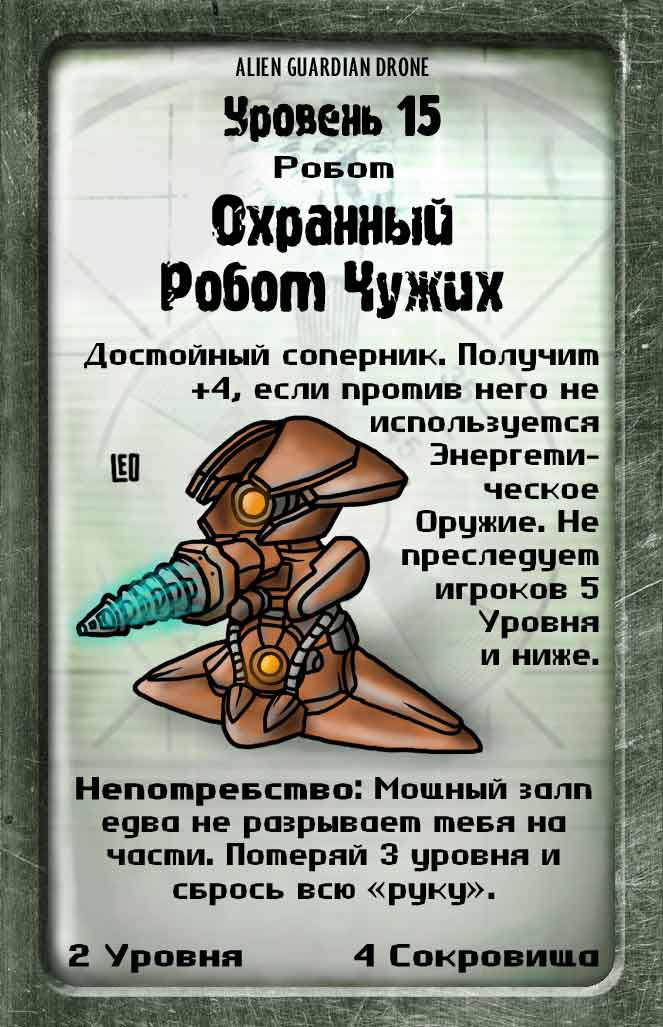 ALIEN GUARDIAN DRONE
Уровень 15
Робот
Охранный
Робот Чужих
Достойный соперник. Получит
+4, если против него не
используется
Энергети-
ческое
Оружие. Не
преследует
игроков 5
Уровня
и ниже.
LEO
Непотребство: Мощный залп
едва не разрывает тебя на
части. Потеряй 3 уровня и
сбрось всю «руку».
2 Уровня 4 Сокровища